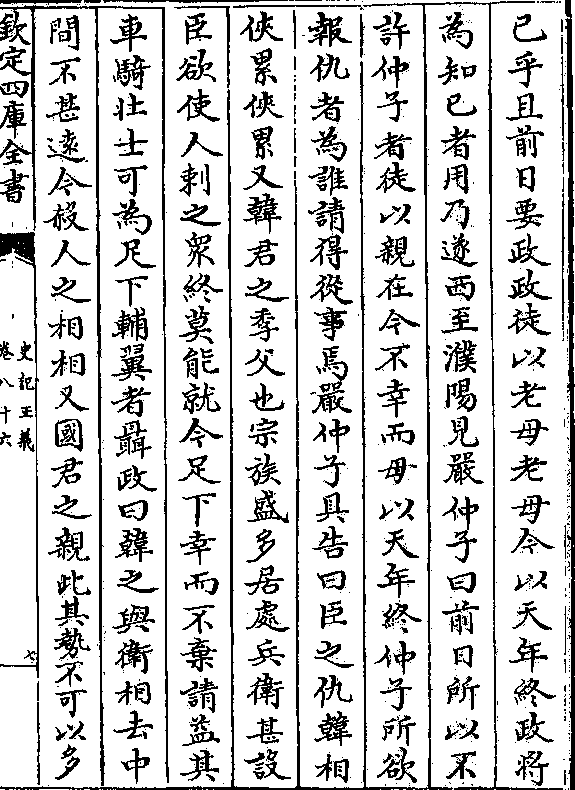 已乎且前日要政政徒以老母老母今以天年終政將
為知已者用乃遂西至濮陽見嚴仲子曰前日所以不
許仲子者徒以親在今不幸而母以天年終仲子所欲
報仇者為誰請得從事焉嚴仲子具告曰臣之仇韓相
俠累俠累又韓君之季父也宗族盛多居處兵衛甚設
臣欲使人刺之衆終莫能就今足下幸而不棄請益其
車騎壯士可為足下輔翼者聶政曰韓之與衛相去中
間不甚逺今殺人之相相又國君之親此其勢不可以多
欽定四庫全書
史記正義
卷八十六
七